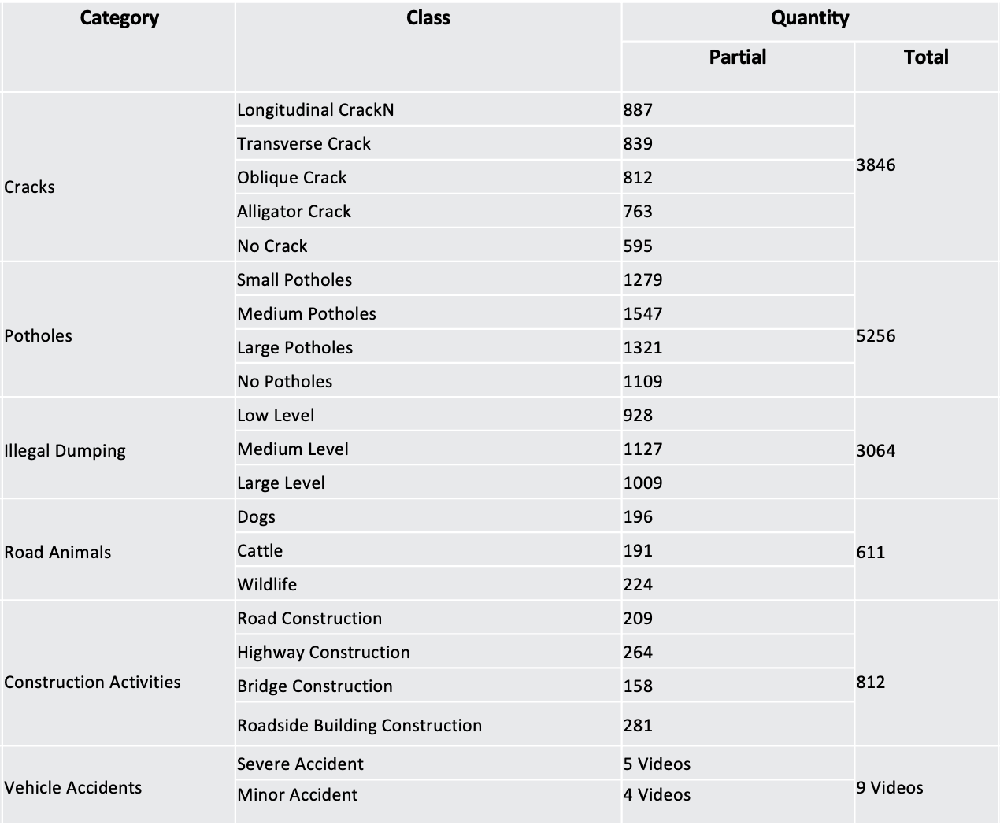 Category Class Quantity
Partial Total
Cracks Longitudinal CrackN 887 3846
Transverse Crack 839
Oblique Crack 812
Alligator Crack 763
No Crack 595
Potholes Small Potholes 1279 5256
Medium Potholes 1547
Large Potholes 1321
No Potholes 1109
Illegal Dumping Low Level 928 3064
Medium Level 1127
Large Level 1009
Road Animals Dogs 196 611
Cattle 191
Wildlife 224
Construction Activities Road Construction 209 812
Highway Construction 264
Bridge Construction 158
Roadside Building Construction 281
Vehicle Accidents Severe Accident 5 Videos 9 Videos
Minor Accident 4 Videos